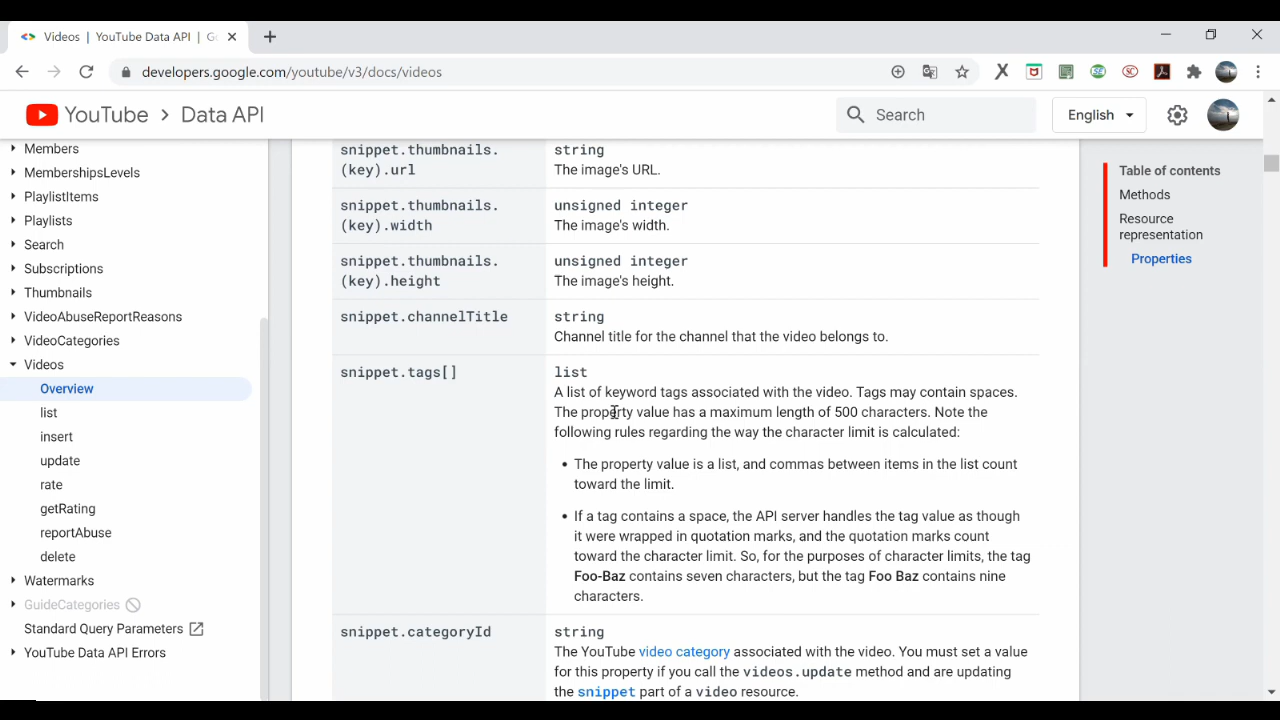 Videos | YouTube Data API | G
developers.google.com/youtube/v3/docs/videos
YouTube > Data API
Search
English
Members
MembershipsLevels
PlaylistItems
Playlists
Search
Subscriptions
Thumbnails
VideoAbuseReportReasons
VideoCategories
Videos
Overview
list
insert
update
rate
getRating
reportAbuse
delete
Watermarks
GuideCategories
Standard Query Parameters
YouTube Data API Errors
snippet.thumbnails.
(key).url
string
The image's URL.
snippet.thumbnails.
(key).width
unsigned integer
The image's width.
snippet.thumbnails.
(key).height
unsigned integer
The image's height.
snippet.channelTitle
string
Channel title for the channel that the video belongs to.
snippet.tags[]
list
A list of keyword tags associated with the video. Tags may contain spaces.
The property value has a maximum length of 500 characters. Note the
following rules regarding the way the character limit is calculated:
• The property value is a list, and commas between items in the list count
toward the limit.
• If a tag contains a space, the API server handles the tag value as though
it were wrapped in quotation marks, and the quotation marks count
toward the character limit. So, for the purposes of character limits, the tag
Foo-Baz contains seven characters, but the tag Foo Baz contains nine
characters.
snippet.categoryId
string
The YouTube video category associated with the video. You must set a value
for this property if you call the videos.update method and are updating
the snippet part of a video resource.
Table of contents
Methods
Resource
representation
Properties